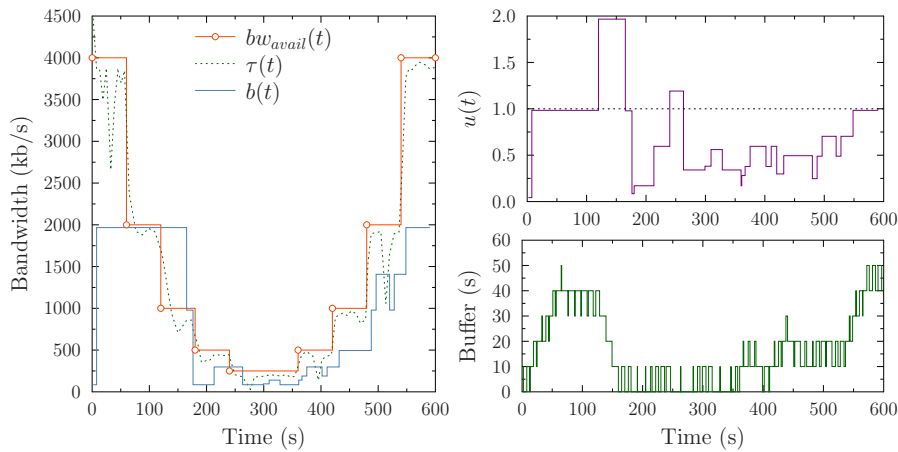 Bandwidth (kb/s)
4500
4000
3500
3000
2500
2000
1500
1000
500
0
bw_avail(t)
τ(t)
b(t)
0 100 200 300 400 500 600
Time (s)
u(t)
2.0
1.5
1.0
0.5
0.0
0 100 200 300 400 500 600
Buffer (s)
60
50
40
30
20
10
0
0 100 200 300 400 500 600
Time (s)